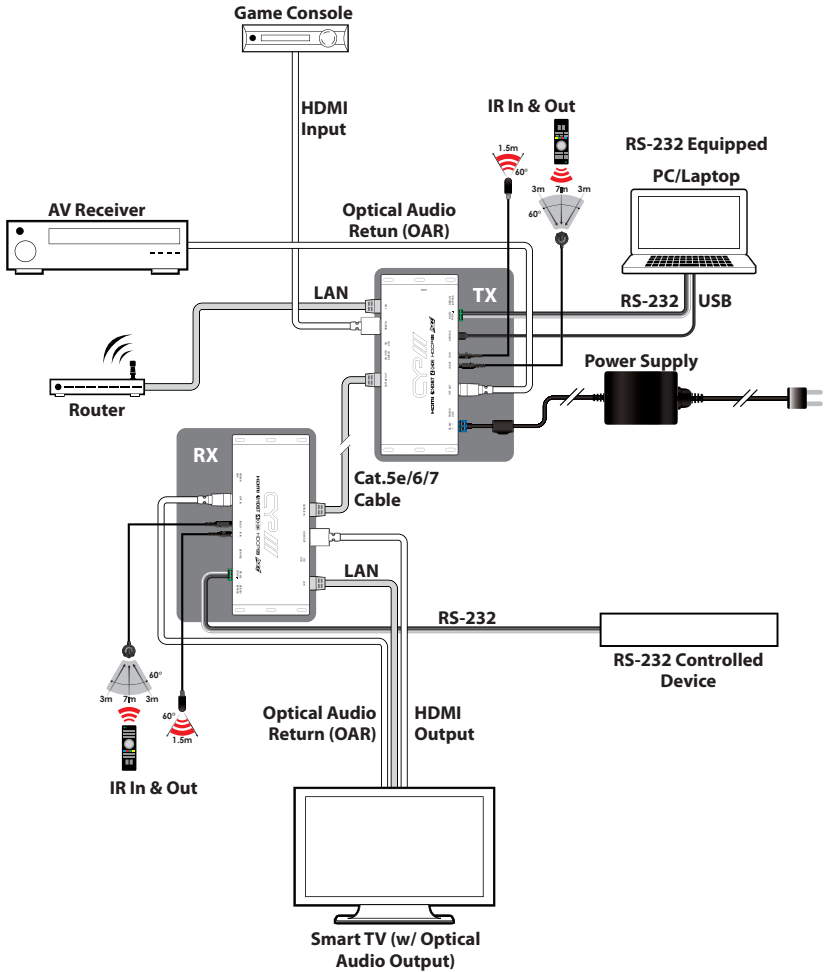 Game Console
HDMI
Input
IR In & Out
1.5m
60°
3m 7m 3m
60°
RS-232 Equipped
PC/Laptop
AV Receiver
Optical Audio
Retun (OAR)
LAN
TX
RS-232
USB
Router
Power Supply
RX
Cat.5e/6/7
Cable
LAN
RS-232
RS-232 Controlled
Device
60°
3m 7m 3m
60°
1.5m
IR In & Out
Optical Audio
Return (OAR)
HDMI
Output
Smart TV (w/ Optical
Audio Output)